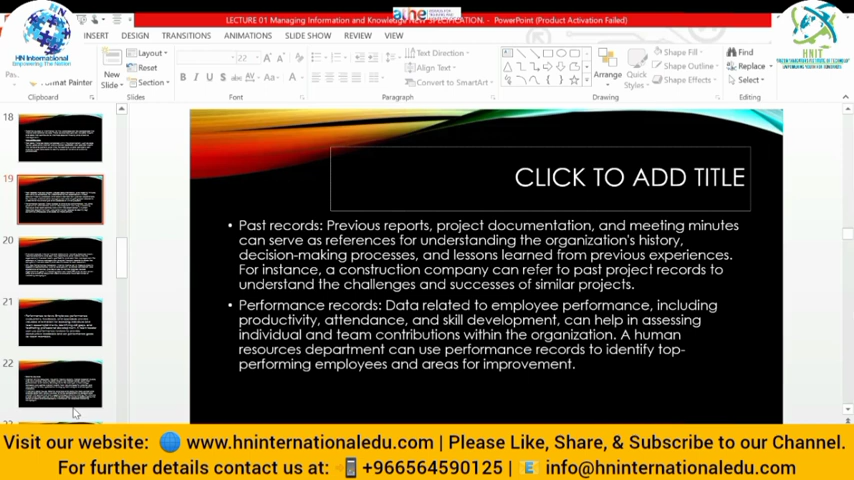 LECTURE 01 Managing Information and Knowledge NEW SPECIFICATION. - PowerPoint (Product Activation Failed)
HN International
Empowering The Nation
HNIT
INSERT DESIGN TRANSITIONS ANIMATIONS SLIDE SHOW REVIEW VIEW
Format Painter
New
Slide
Layout
Reset
Section
22
Text Direction
Align Text
Convert to SmartArt
Arrange
Quick
Styles
Shape Fill
Shape Outline
Shape Effects
Find
Replace
Select
Clipboard Slides Font Paragraph Drawing Editing
18
19
20
21
22
CLICK TO ADD TITLE
• Past records: Previous reports, project documentation, and meeting minutes
can serve as references for understanding the organization's history,
decision-making processes, and lessons learned from previous experiences.
For instance, a construction company can refer to past project records to
understand the challenges and successes of similar projects.
• Performance records: Data related to employee performance, including
productivity, attendance, and skill development, can help in assessing
individual and team contributions within the organization. A human
resources department can use performance records to identify top-
performing employees and areas for improvement.
Visit our website: www.hninternationaledu.com | Please Like, Share, & Subscribe to our Channel.
For further details contact us at: +966564590125 | info@hninternationaledu.com